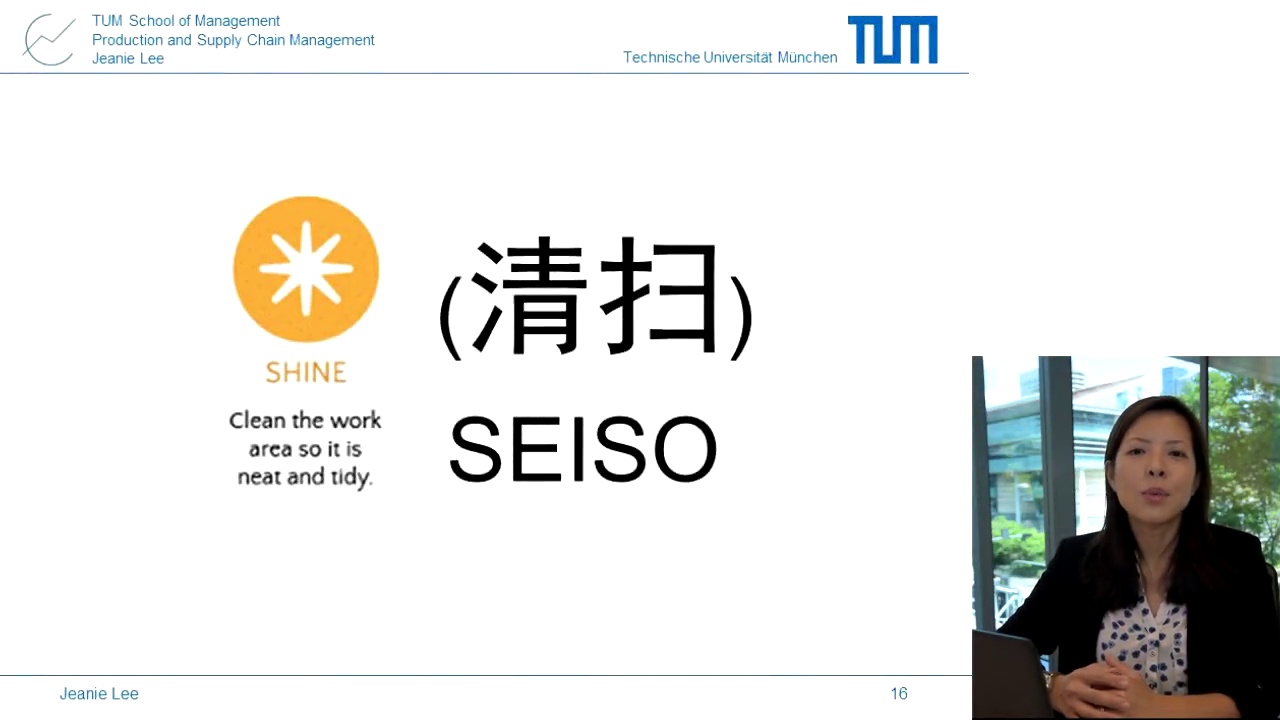 TUM School of Management
Production and Supply Chain Management
Jeanie Lee
Technische Universität München
TUM
SHINE
Clean the work
area so it is
neat and tidy.
(清扫)
SEISO
Jeanie Lee
16